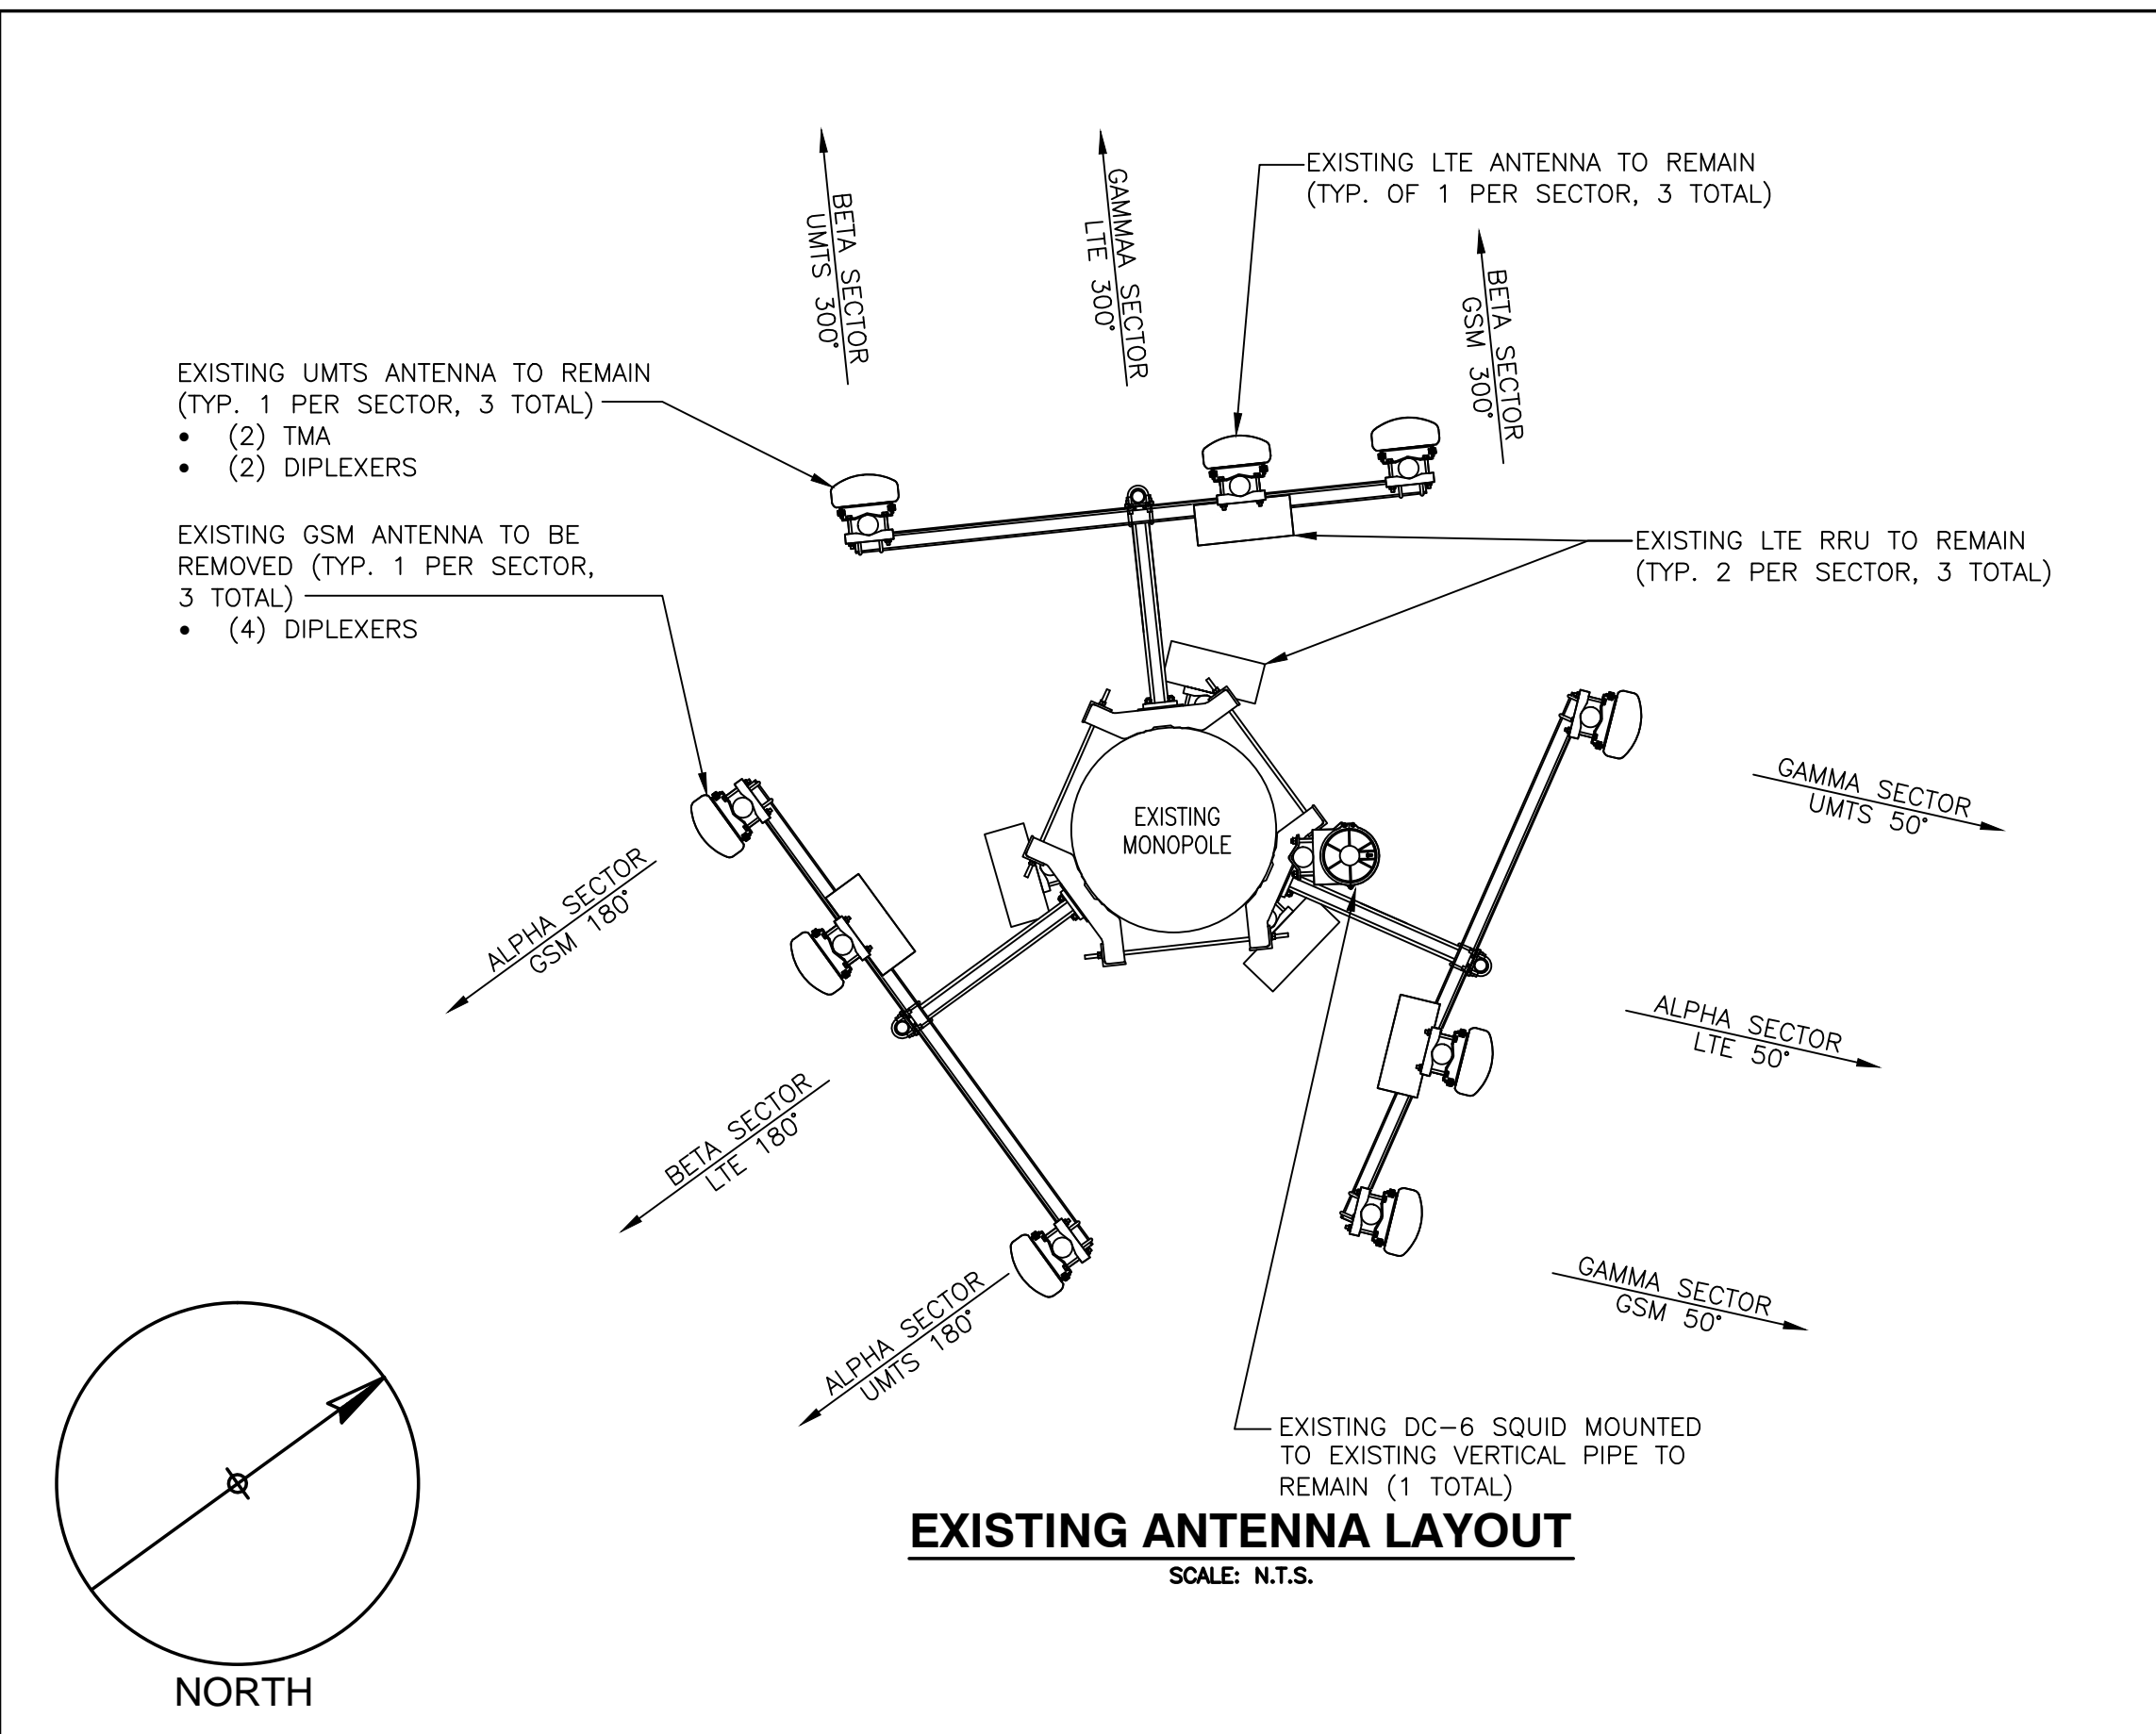 BETA SECTOR
UMTS 300°
GAMMAA SECTOR
LTE 300°
EXISTING LTE ANTENNA TO REMAIN
(TYP. OF 1 PER SECTOR, 3 TOTAL)
BETA SECTOR
GSM 300°
EXISTING UMTS ANTENNA TO REMAIN
(TYP. 1 PER SECTOR, 3 TOTAL)
• (2) TMA
• (2) DIPLEXERS
EXISTING GSM ANTENNA TO BE
REMOVED (TYP. 1 PER SECTOR,
3 TOTAL)
• (4) DIPLEXERS
EXISTING LTE RRU TO REMAIN
(TYP. 2 PER SECTOR, 3 TOTAL)
EXISTING
MONOPOLE
GAMMA SECTOR
UMTS 50°
ALPHA SECTOR
GSM 180°
ALPHA SECTOR
LTE 50°
BETA SECTOR
LTE 180°
GAMMA SECTOR
GSM 50°
ALPHA SECTOR
UMTS 180°
EXISTING DC-6 SQUID MOUNTED
TO EXISTING VERTICAL PIPE TO
REMAIN (1 TOTAL)
EXISTING ANTENNA LAYOUT
SCALE: N.T.S.
NORTH